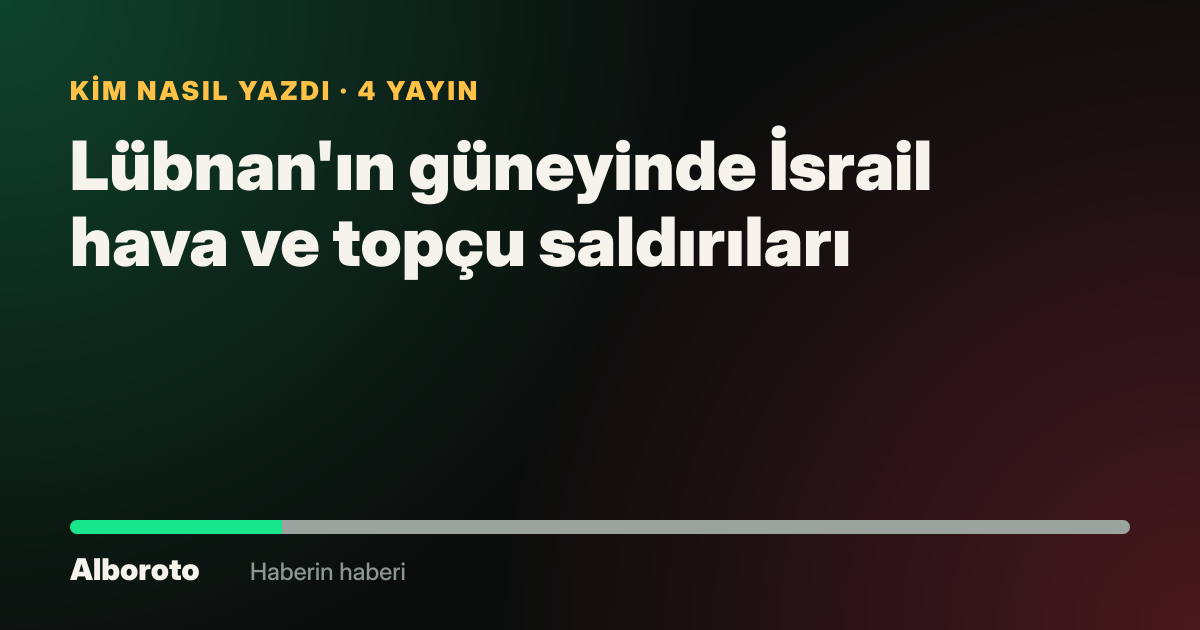 KİM NASIL YAZDI · 4 YAYIN
Lübnan'ın güneyinde İsrail
hava ve topçu saldırıları
Alboroto
Haberin haberi